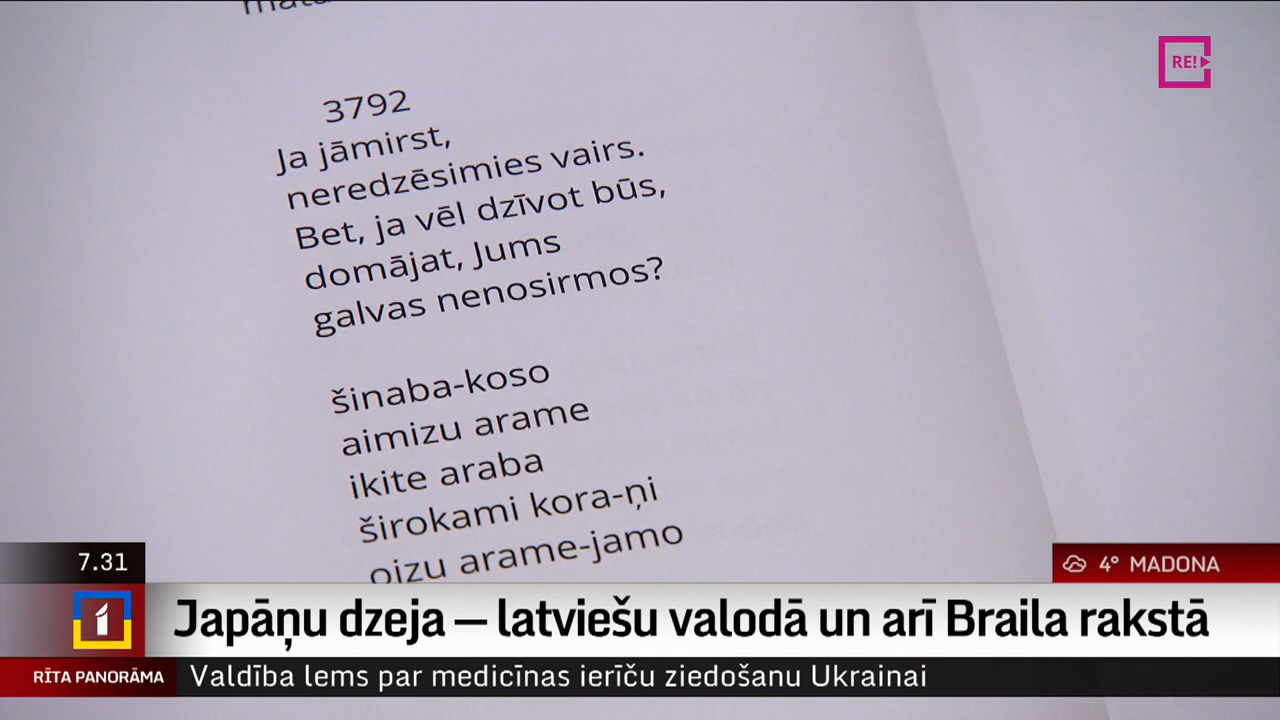 RE!
3792
Ja jāmirst,
neredzēsimies vairs.
Bet, ja vēl dzīvot būs,
domājat, Jums
galvas nenosirmos?
šinaba-koso
aimizu arame
ikite araba
širokami kora-ņi
oizu arame-jamo
7.31
4° MADONA
1
Japāņu dzeja — latviešu valodā un arī Braila rakstā
RĪTA PANORĀMA
Valdība lems par medicīnas ierīču ziedošanu Ukrainai